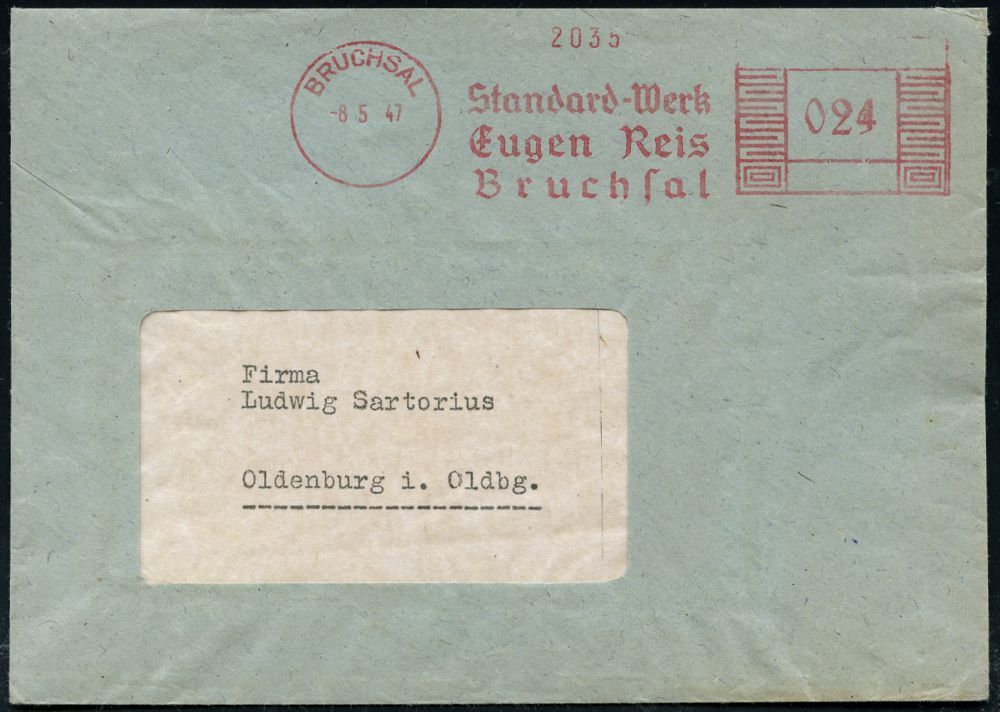 2035
BRUCHSAL
-8 5 47
Standard-Werk
Eugen Reis
Bruchſal
024
Firma
Ludwig Sartorius
Oldenburg i. Oldbg.